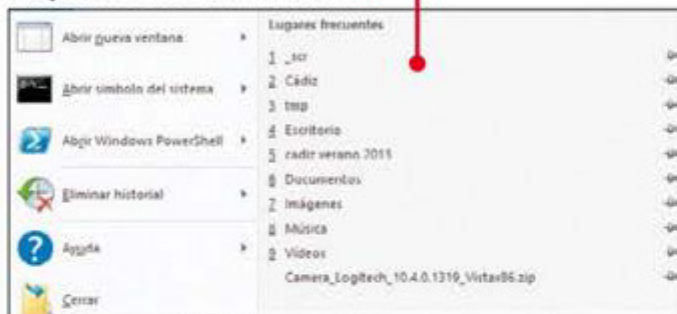 Abrir nueva ventana
Abrir símbolo del sistema
Abrir Windows PowerShell
Eliminar historial
Ayuda
Cerrar
Lugares frecuentes
1 _scr
2 Cádiz
3 tmp
4 Escritorio
5 cadiz verano 2011
6 Documentos
7 Imágenes
8 Música
9 Vídeos
Camera_Logitech_10.4.0.1319_Vistax86.zip